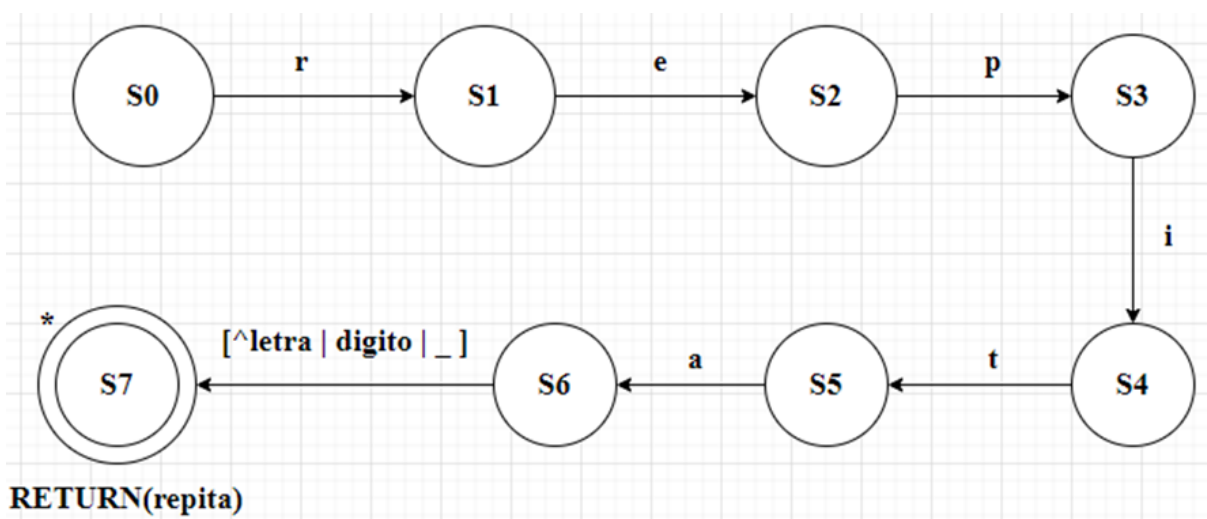 r e p
S0 S1 S2 S3
i
* [^letra | digito | _ ] a t
S7 S6 S5 S4
RETURN(repita)